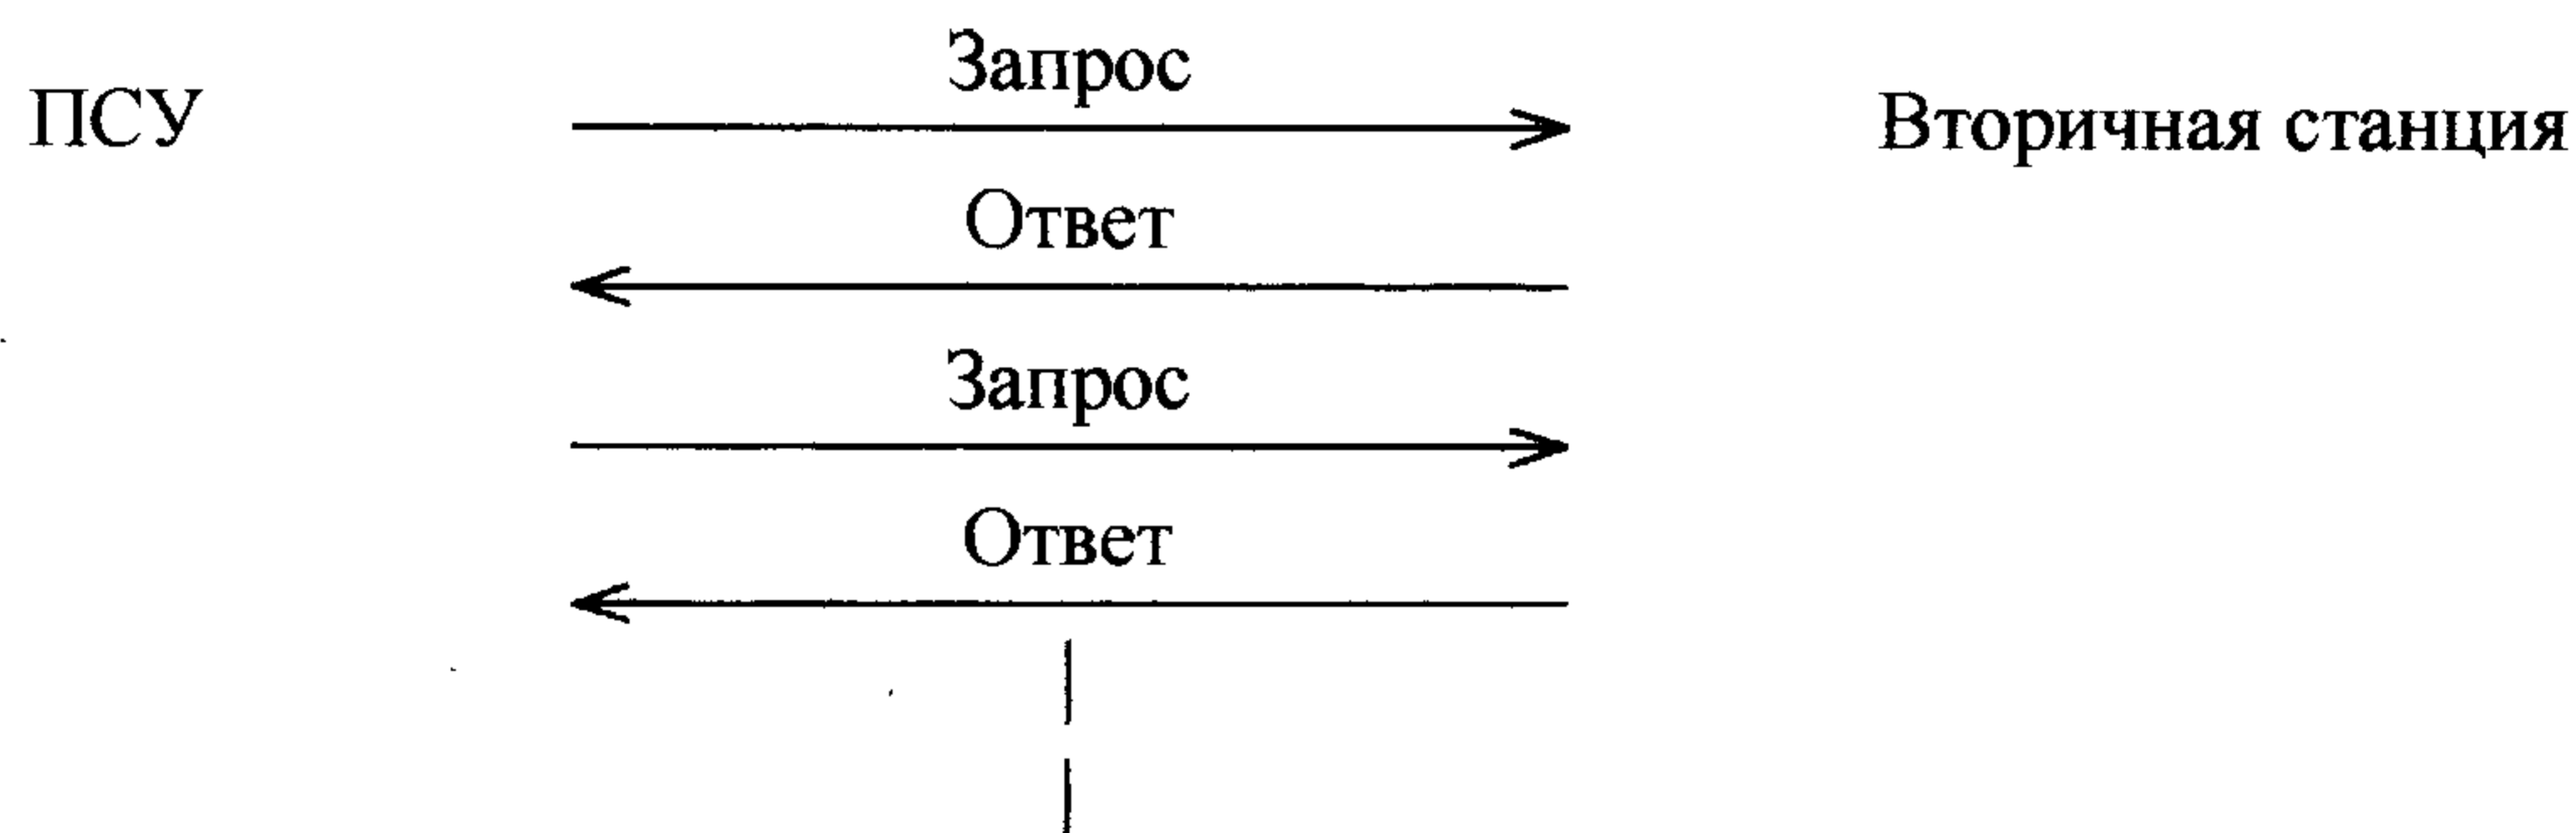 Запрос
ПСУ
Вторичная станция
Ответ
Запрос
Ответ